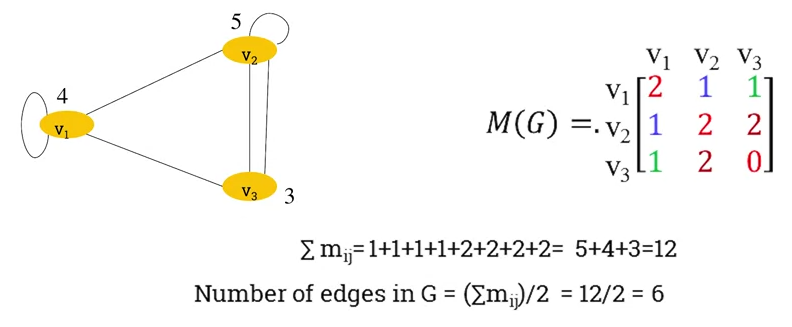 5
v₂
4
v₁
v₃
3
v₁ v₂ v₃
v₁ 2 1 1
M(G) =. v₂ 1 2 2
v₃ 1 2 0
∑ mᵢⱼ= 1+1+1+1+2+2+2+2= 5+4+3=12
Number of edges in G = (∑mᵢⱼ)/2 = 12/2 = 6